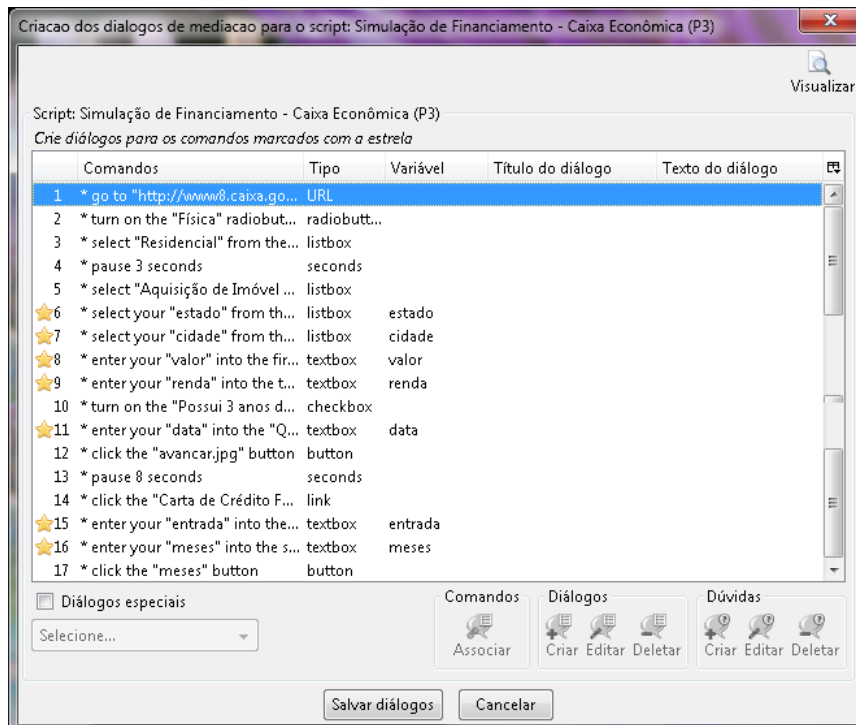 Criacao dos dialogos de mediacao para o script: Simulação de Financiamento - Caixa Econômica (P3)
Visualizar
Script: Simulação de Financiamento - Caixa Econômica (P3)
Crie diálogos para os comandos marcados com a estrela
Comandos Tipo Variável Título do diálogo Texto do diálogo
1 * go to "http://www8.caixa.go... URL
2 * turn on the "Física" radiobut... radiobutt...
3 * select "Residencial" from the... listbox
4 * pause 3 seconds seconds
5 * select "Aquisição de Imóvel ... listbox
6 * select your "estado" from th... listbox estado
7 * select your "cidade" from th... listbox cidade
8 * enter your "valor" into the fir... textbox valor
9 * enter your "renda" into the t... textbox renda
10 * turn on the "Possui 3 anos d... checkbox
11 * enter your "data" into the "Q... textbox data
12 * click the "avancar.jpg" button button
13 * pause 8 seconds seconds
14 * click the "Carta de Crédito F... link
15 * enter your "entrada" into the... textbox entrada
16 * enter your "meses" into the s... textbox meses
17 * click the "meses" button button
Diálogos especiais
Selecione...
Comandos Diálogos Dúvidas
Associar Criar Editar Deletar Criar Editar Deletar
Salvar diálogos Cancelar